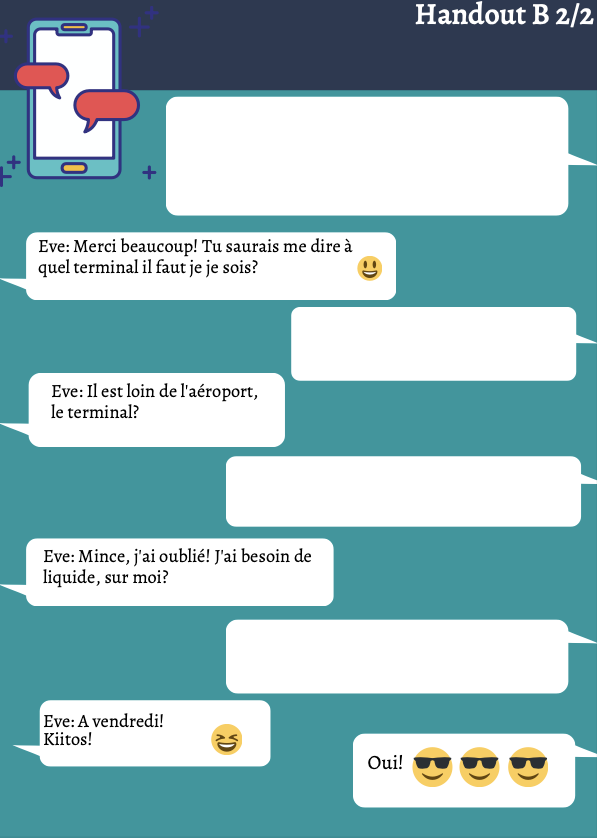 Handout B 2/2
Eve: Merci beaucoup! Tu saurais me dire à
quel terminal il faut je je sois?
Eve: Il est loin de l'aéroport,
le terminal?
Eve: Mince, j'ai oublié! J'ai besoin de
liquide, sur moi?
Eve: A vendredi!
Kiitos!
Oui!